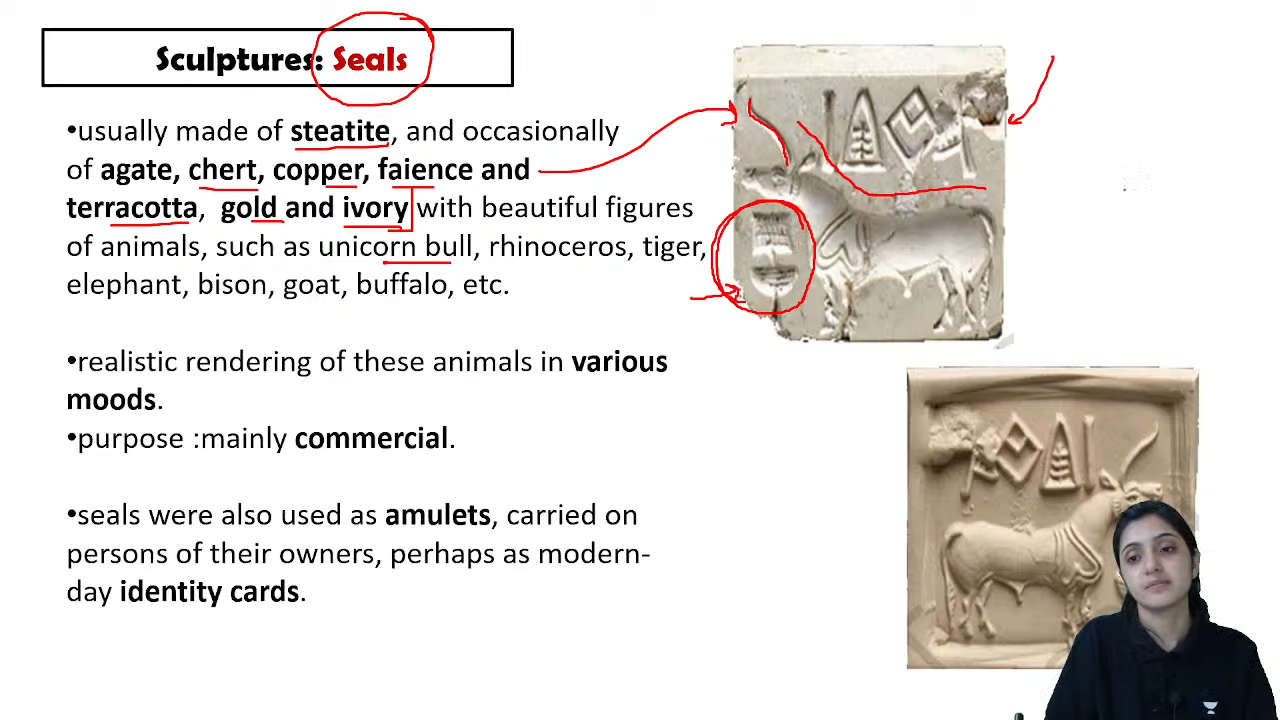 Sculptures: Seals
•usually made of steatite, and occasionally
of agate, chert, copper, faience and
terracotta, gold and ivory with beautiful figures
of animals, such as unicorn bull, rhinoceros, tiger,
elephant, bison, goat, buffalo, etc.
•realistic rendering of these animals in various
moods.
•purpose :mainly commercial.
•seals were also used as amulets, carried on
persons of their owners, perhaps as modern-
day identity cards.